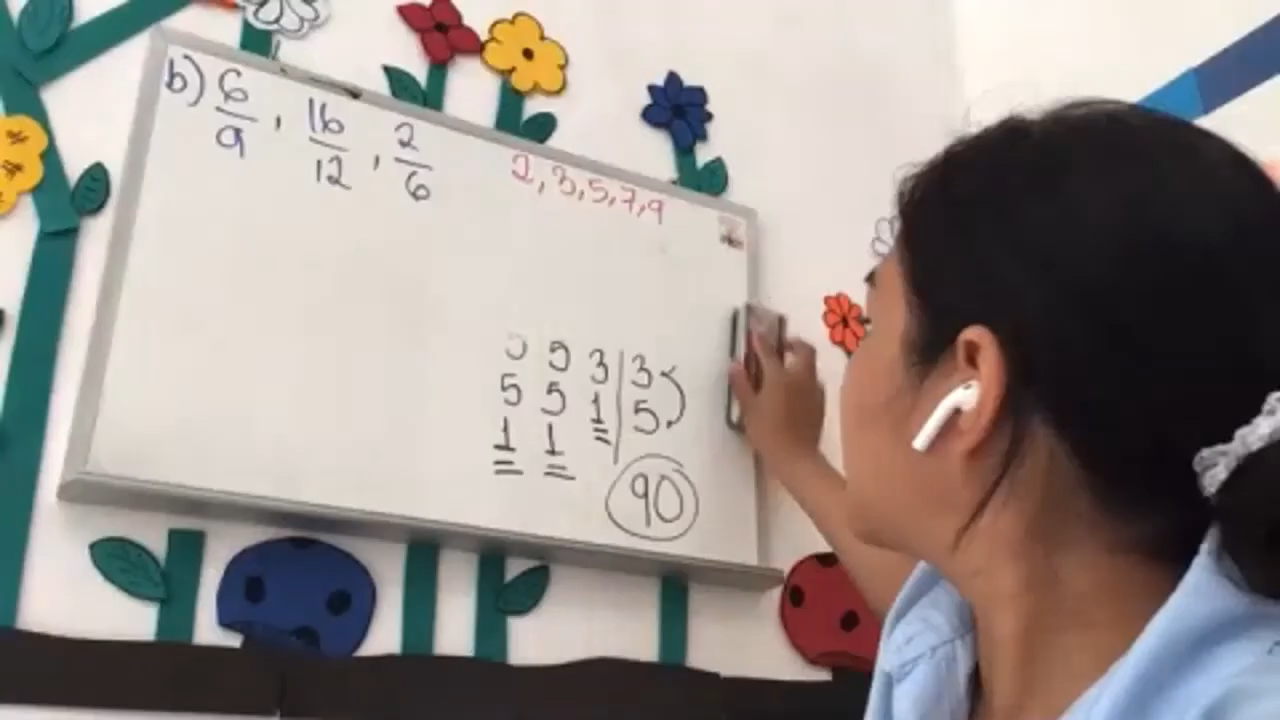 b) 6/9, 16/12, 2/6
2, 3, 5, 7, 9
5 3 | 3
5 5 1 | 5
1 1
90